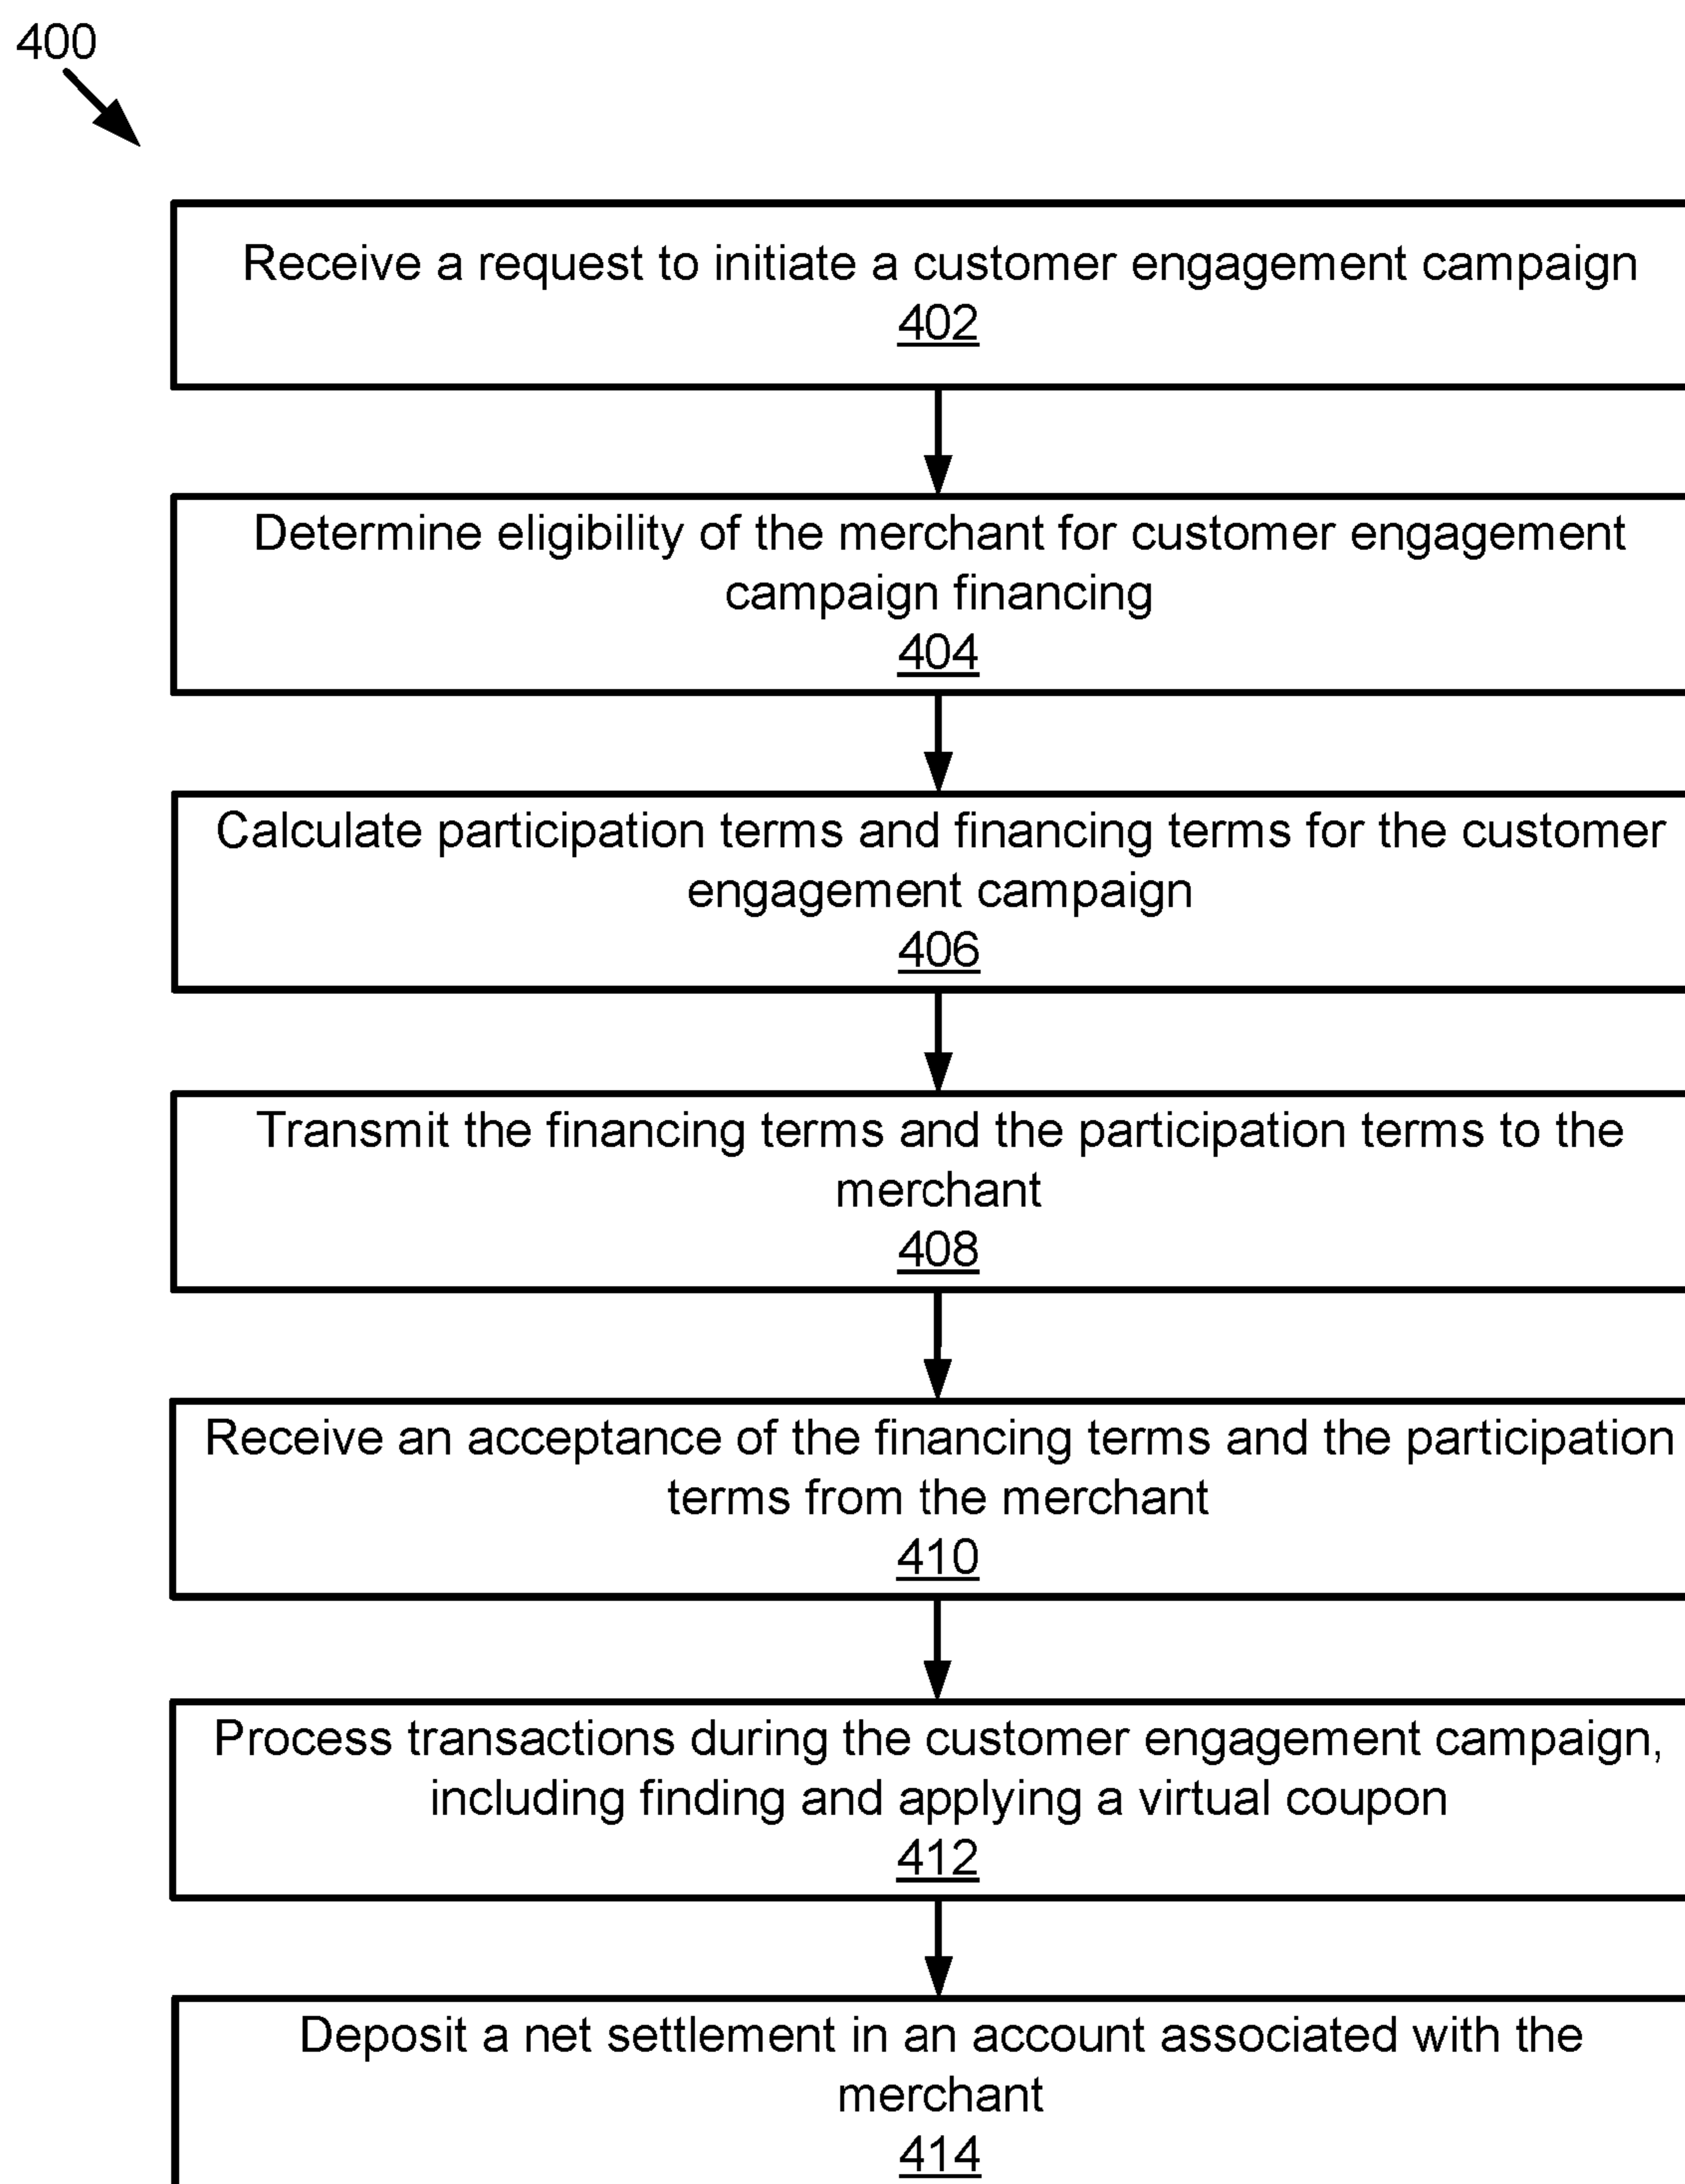 400
Receive a request to initiate a customer engagement campaign
402
Determine eligibility of the merchant for customer engagement
campaign financing
404
Calculate participation terms and financing terms for the customer
engagement campaign
406
Transmit the financing terms and the participation terms to the
merchant
408
Receive an acceptance of the financing terms and the participation
terms from the merchant
410
Process transactions during the customer engagement campaign,
including finding and applying a virtual coupon
412
Deposit a net settlement in an account associated with the
merchant
414